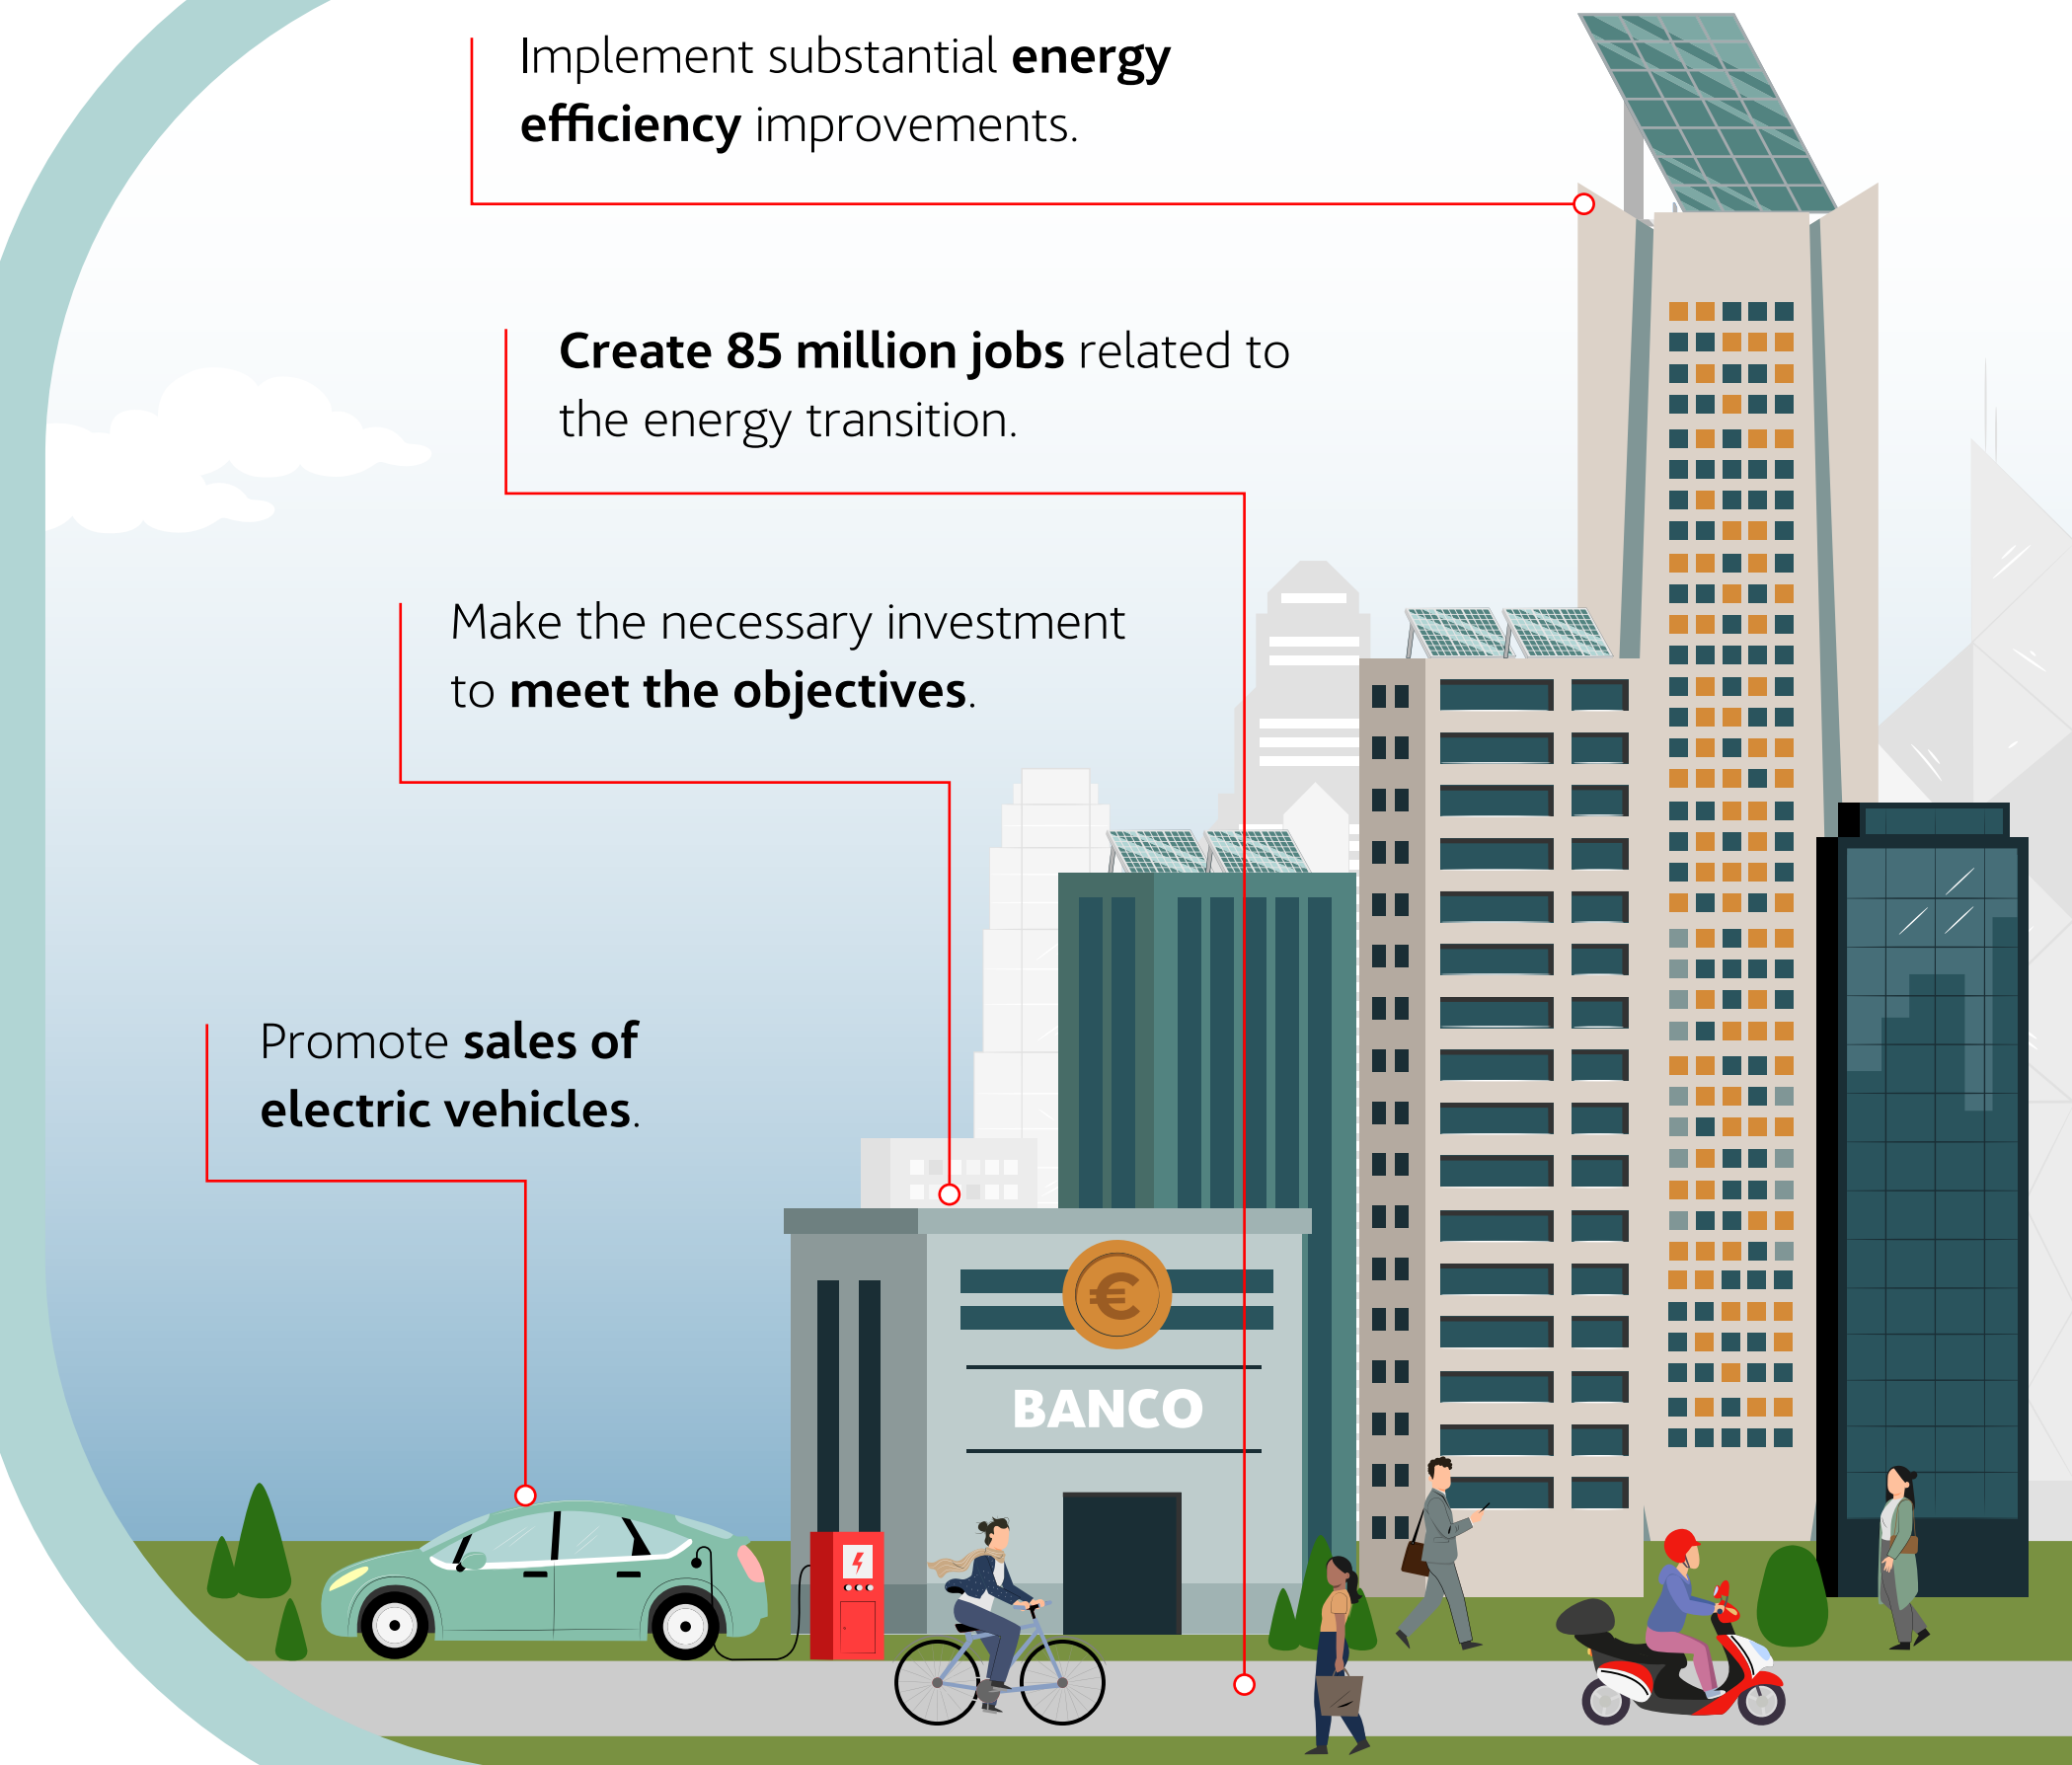 Implement substantial energy
efficiency improvements.
Create 85 million jobs related to
the energy transition.
Make the necessary investment
to meet the objectives.
Promote sales of
electric vehicles.
€
BANCO